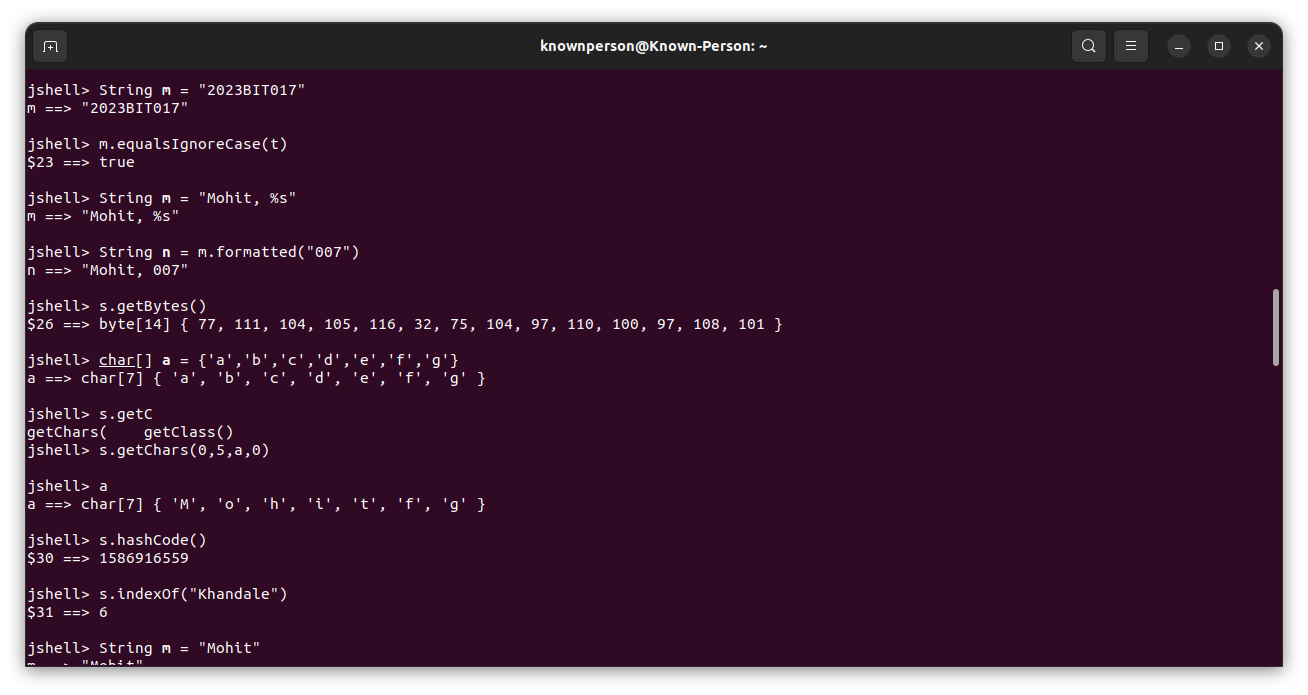 knownperson@Known-Person: ~
jshell> String m = "2023BIT017"
m ==> "2023BIT017"
jshell> m.equalsIgnoreCase(t)
$23 ==> true
jshell> String m = "Mohit, %s"
m ==> "Mohit, %s"
jshell> String n = m.formatted("007")
n ==> "Mohit, 007"
jshell> s.getBytes()
$26 ==> byte[14] { 77, 111, 104, 105, 116, 32, 75, 104, 97, 110, 100, 97, 108, 101 }
jshell> char[] a = {'a','b','c','d','e','f','g'}
a ==> char[7] { 'a', 'b', 'c', 'd', 'e', 'f', 'g' }
jshell> s.getC
getChars(    getClass()
jshell> s.getChars(0,5,a,0)
jshell> a
a ==> char[7] { 'M', 'o', 'h', 'i', 't', 'f', 'g' }
jshell> s.hashCode()
$30 ==> 1586916559
jshell> s.indexOf("Khandale")
$31 ==> 6
jshell> String m = "Mohit"
m ==> "Mohit"